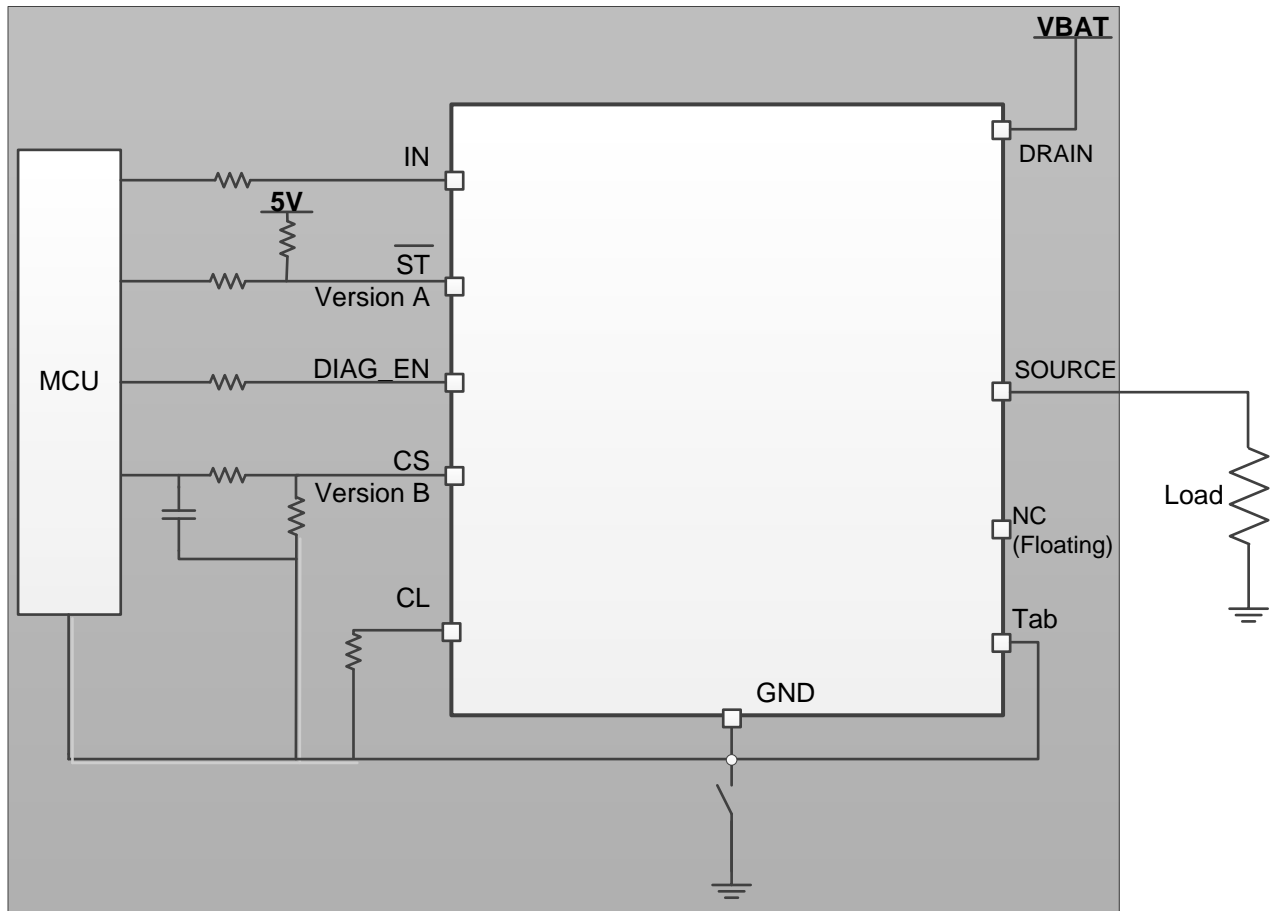 VBAT
IN
DRAIN
5V
ST
Version A
MCU
DIAG_EN
SOURCE
CS
Version B
Load
NC
(Floating)
CL
Tab
GND